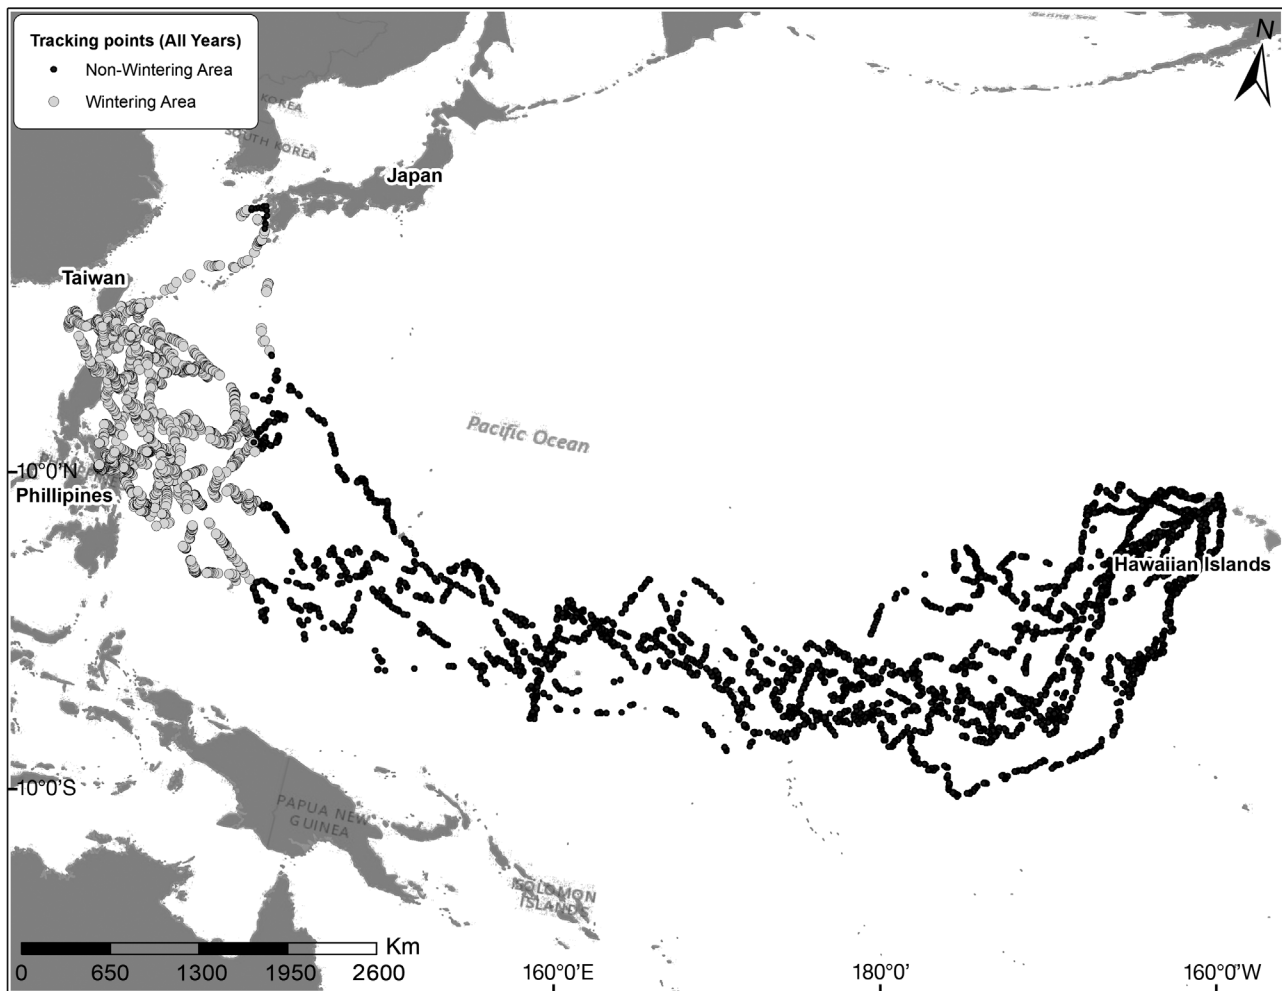 Tracking points (All Years)
Non-Wintering Area
Wintering Area
Bering Sea
N
KOREA
SOUTH KOREA
Japan
Taiwan
Pacific Ocean
10°0'N
Phillipines
Hawaiian Islands
10°0'S
PAPUA NEW
GUINEA
SOLOMON
ISLANDS
Km
0 650 1300 1950 2600
160°0'E 180°0' 160°0'W